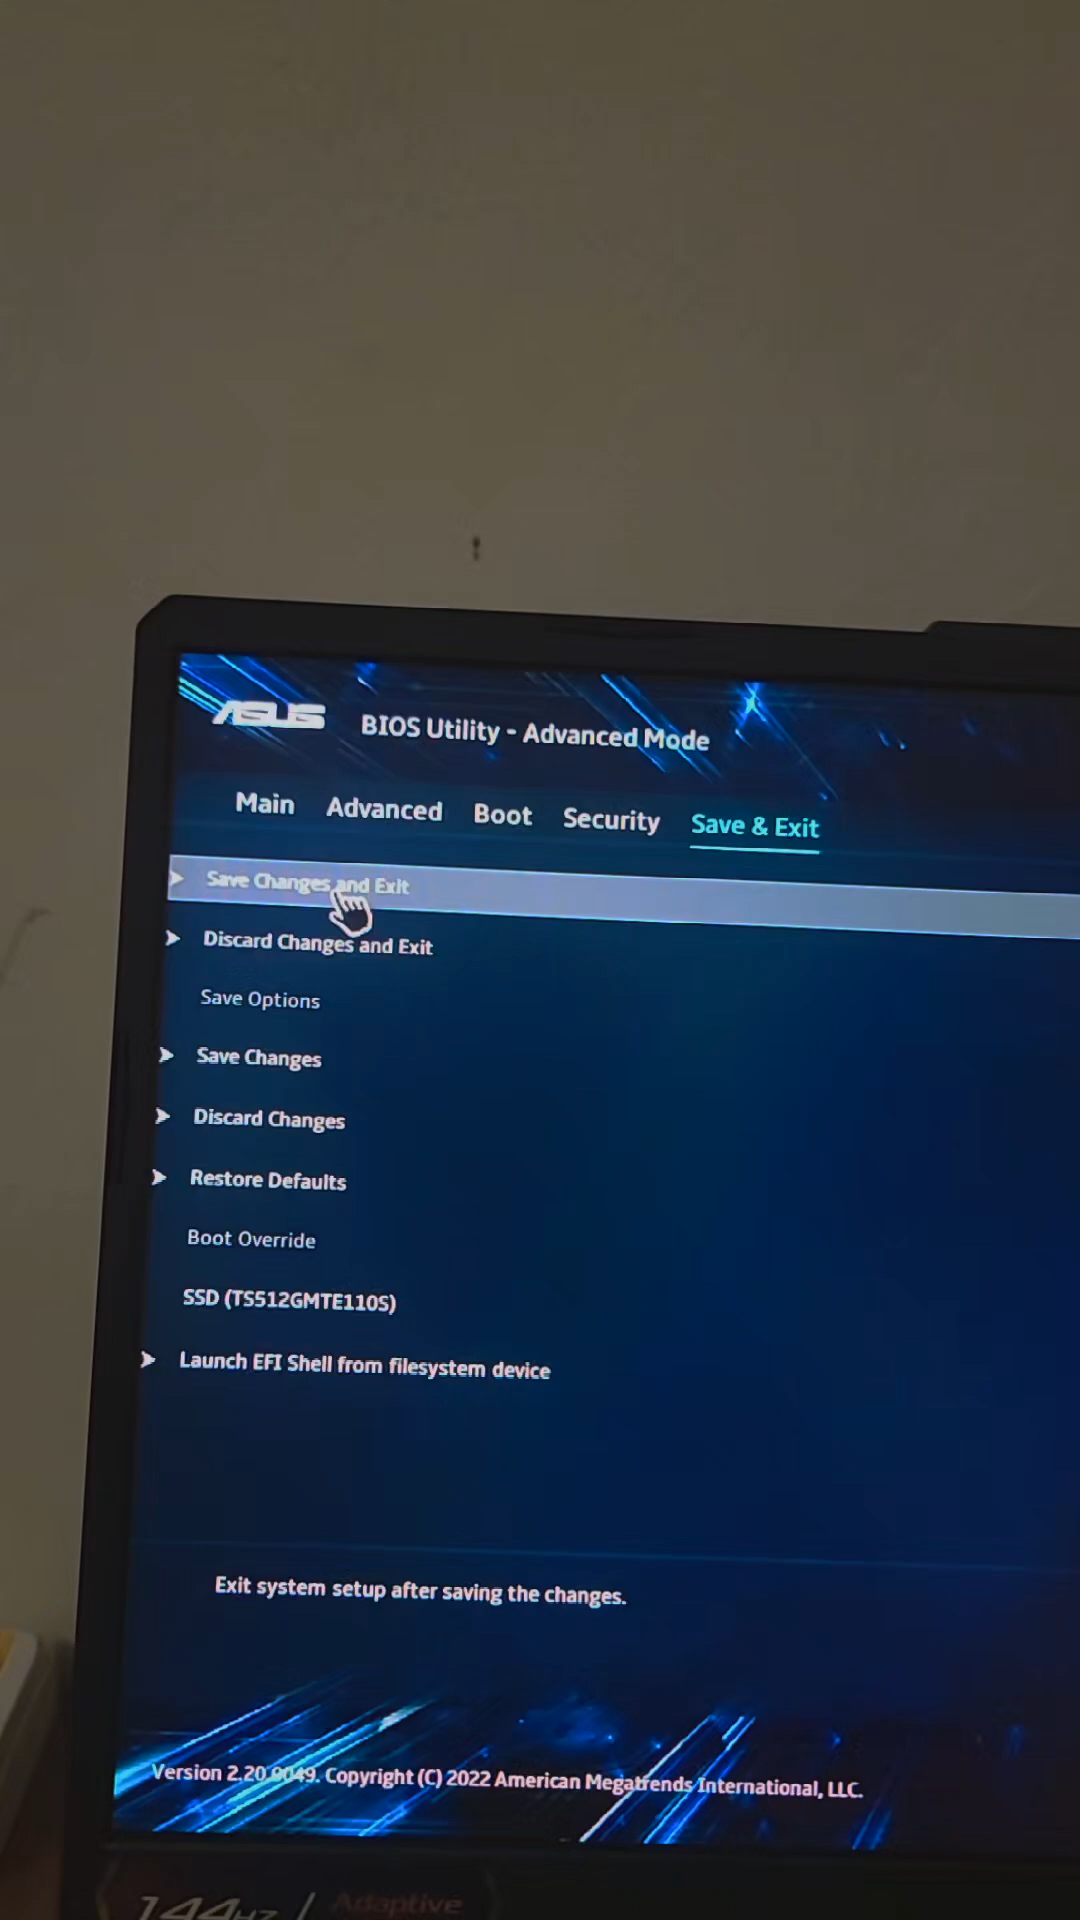 ASUS
BIOS Utility - Advanced Mode
Main Advanced Boot Security Save & Exit
Save Changes and Exit
Discard Changes and Exit
Save Options
Save Changes
Discard Changes
Restore Defaults
Boot Override
SSD (TS512GMTE110S)
Launch EFI Shell from filesystem device
Exit system setup after saving the changes.
Version 2.20.0049. Copyright (C) 2022 American Megatrends International, LLC.
144Hz / Adaptive